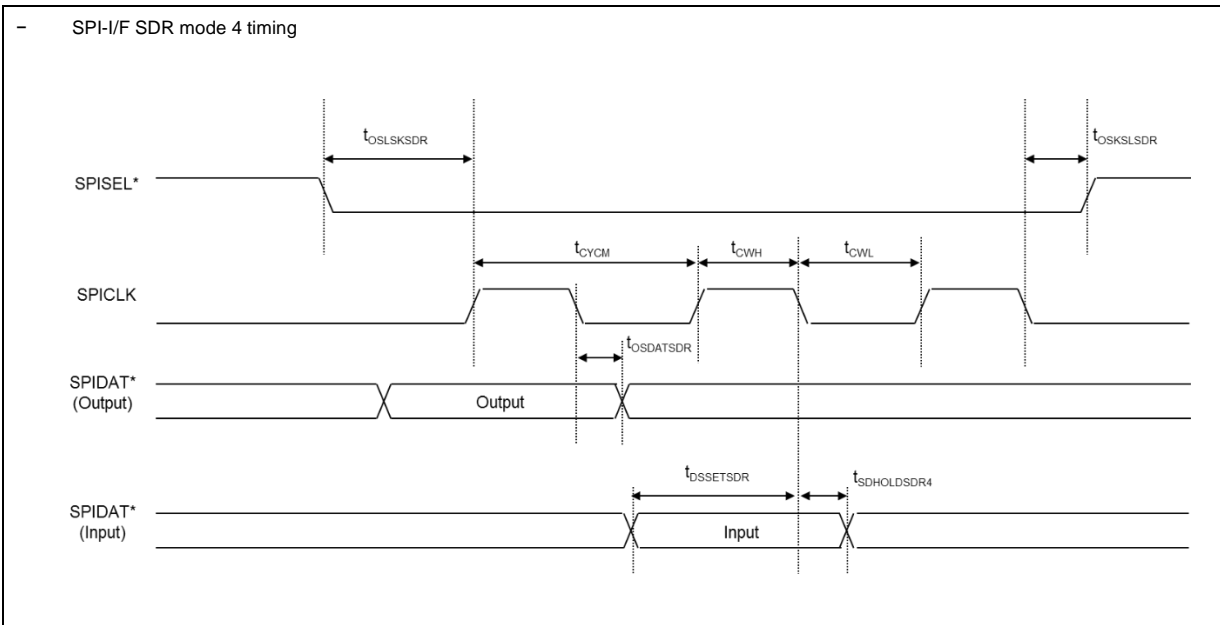 – SPI-I/F SDR mode 4 timing
tOSLSKSDR
tOSKSLSDR
SPISEL*
tCYCM
tCWH
tCWL
SPICLK
tOSDATSDR
SPIDAT*
(Output)
Output
tDSSETSDR
tSDHOLDSDR4
SPIDAT*
(Input)
Input